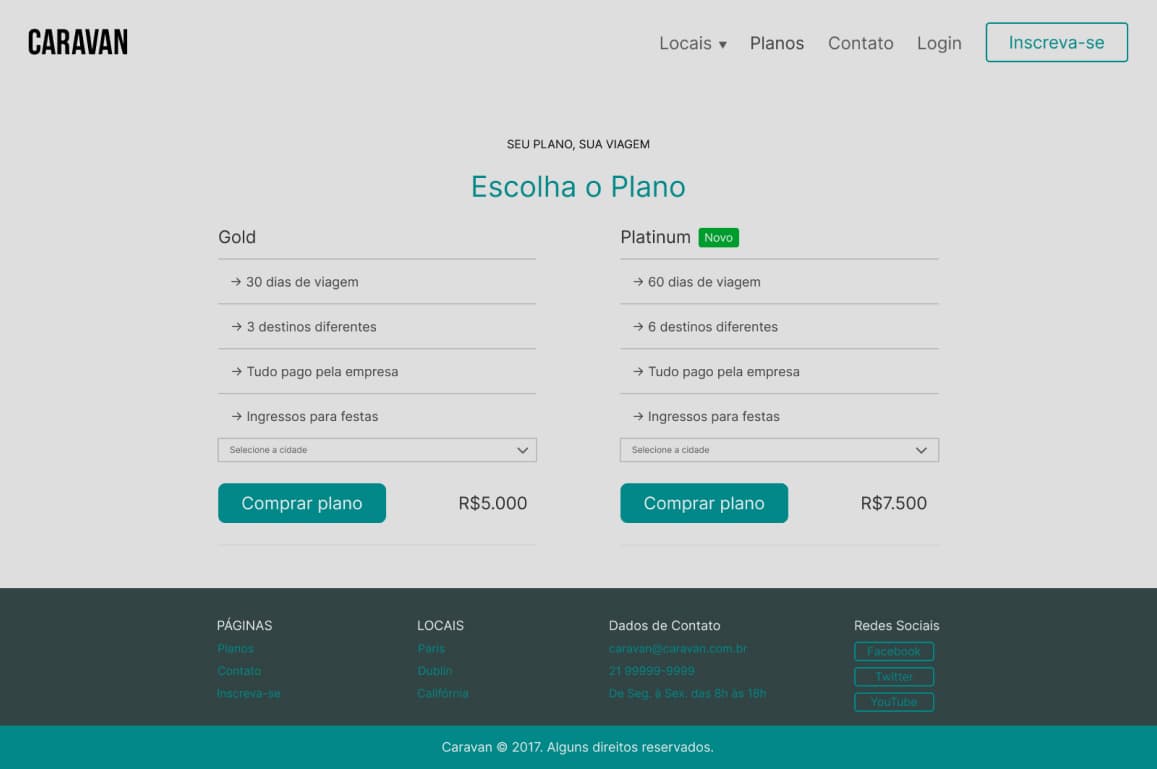 CARAVAN
Locais ▾ Planos Contato Login Inscreva-se
SEU PLANO, SUA VIAGEM
Escolha o Plano
Gold
→ 30 dias de viagem
→ 3 destinos diferentes
→ Tudo pago pela empresa
→ Ingressos para festas
Selecione a cidade
Comprar plano R$5.000
Platinum Novo
→ 60 dias de viagem
→ 6 destinos diferentes
→ Tudo pago pela empresa
→ Ingressos para festas
Selecione a cidade
Comprar plano R$7.500
PÁGINAS
Planos
Contato
Inscreva-se
LOCAIS
Paris
Dublin
Califórnia
Dados de Contato
caravan@caravan.com.br
21 99999-9999
De Seg. à Sex. das 8h às 18h
Redes Sociais
Facebook
Twitter
YouTube
Caravan © 2017. Alguns direitos reservados.